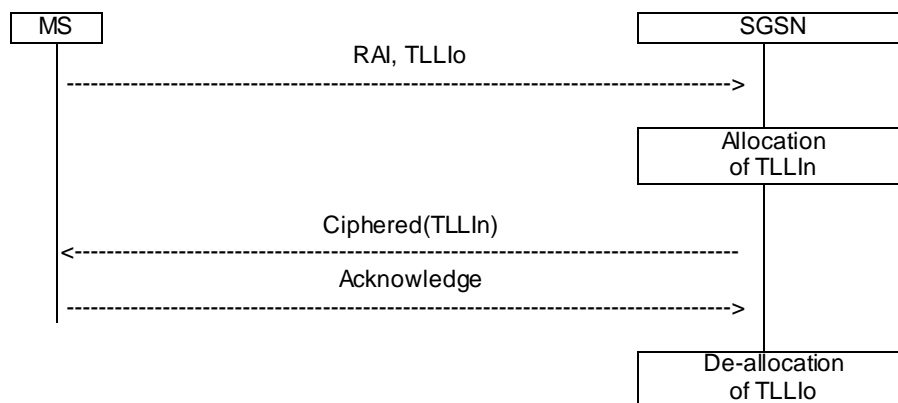 MS
SGSN
RAI, TLLIo
Allocation
of TLLIn
Ciphered(TLLIn)
Acknowledge
De-allocation
of TLLIo